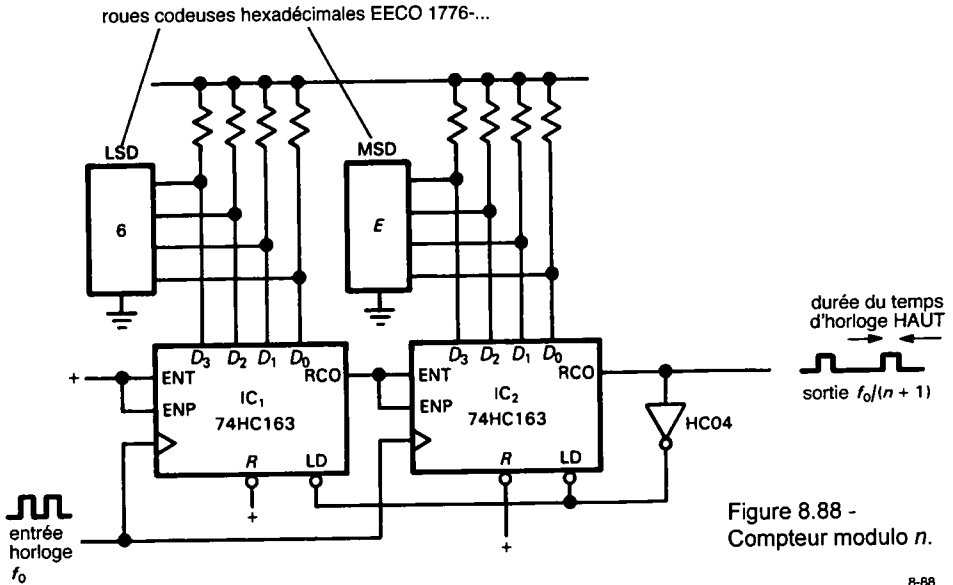 roues codeuses hexadécimales EECO 1776-...
LSD
MSD
6
E
D3 D2 D1 D0
D3 D2 D1 D0
+
ENT
RCO
ENT
RCO
IC1
IC2
ENP
ENP
74HC163
74HC163
R
LD
R
LD
+
+
HC04
durée du temps
d'horloge HAUT
sortie f0/(n + 1)
entrée
horloge
f0
Figure 8.88 -
Compteur modulo n.
8-88